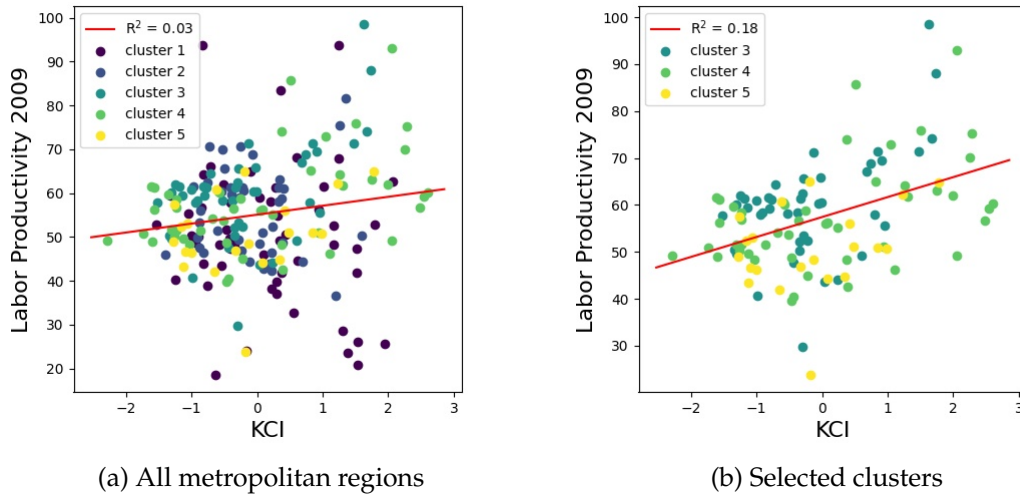 R² = 0.03
cluster 1
cluster 2
cluster 3
cluster 4
cluster 5
Labor Productivity 2009
100
90
80
70
60
50
40
30
20
−2
−1
0
1
2
3
KCI
(a) All metropolitan regions
R² = 0.18
cluster 3
cluster 4
cluster 5
Labor Productivity 2009
100
90
80
70
60
50
40
30
−2
−1
0
1
2
3
KCI
(b) Selected clusters